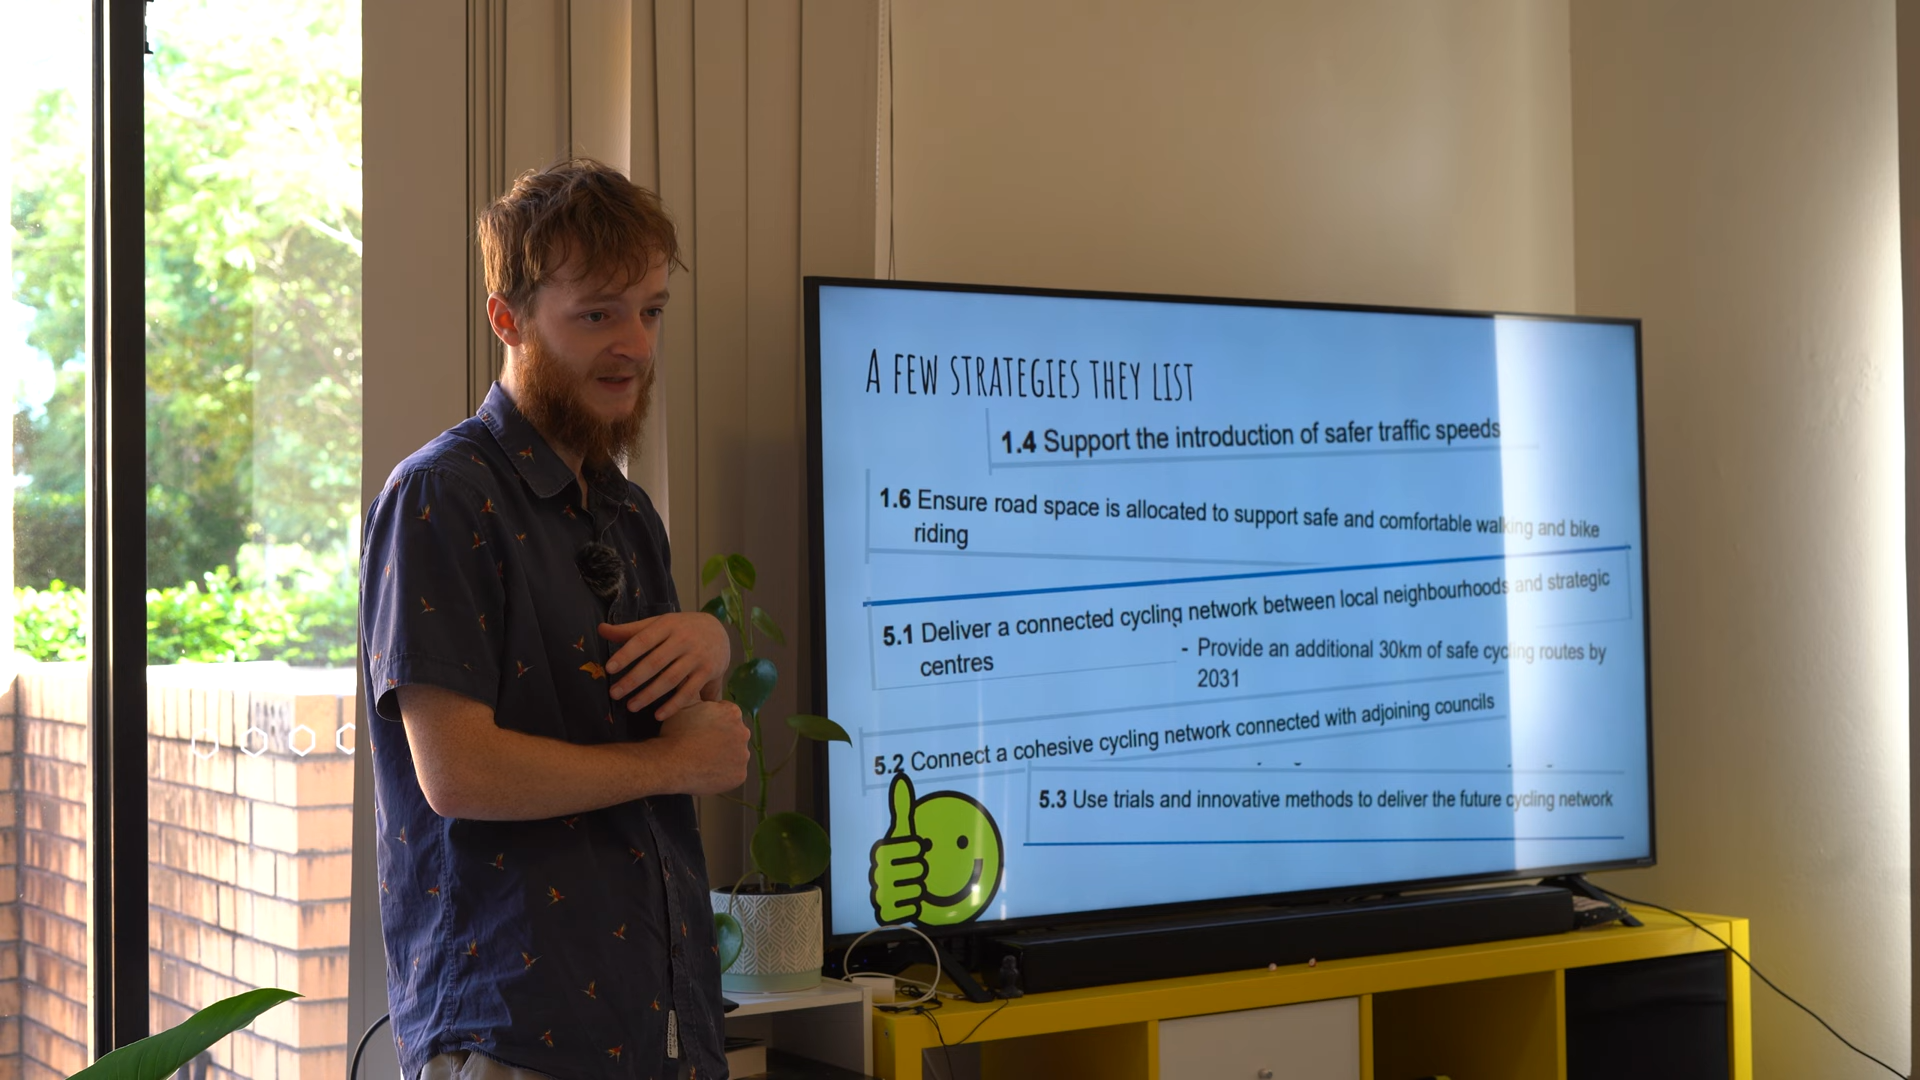 A FEW STRATEGIES THEY LIST
1.4 Support the introduction of safer traffic speeds
1.6 Ensure road space is allocated to support safe and comfortable walking and bike
riding
5.1 Deliver a connected cycling network between local neighbourhoods and strategic
centres
- Provide an additional 30km of safe cycling routes by
2031
5.2 Connect a cohesive cycling network connected with adjoining councils
5.3 Use trials and innovative methods to deliver the future cycling network